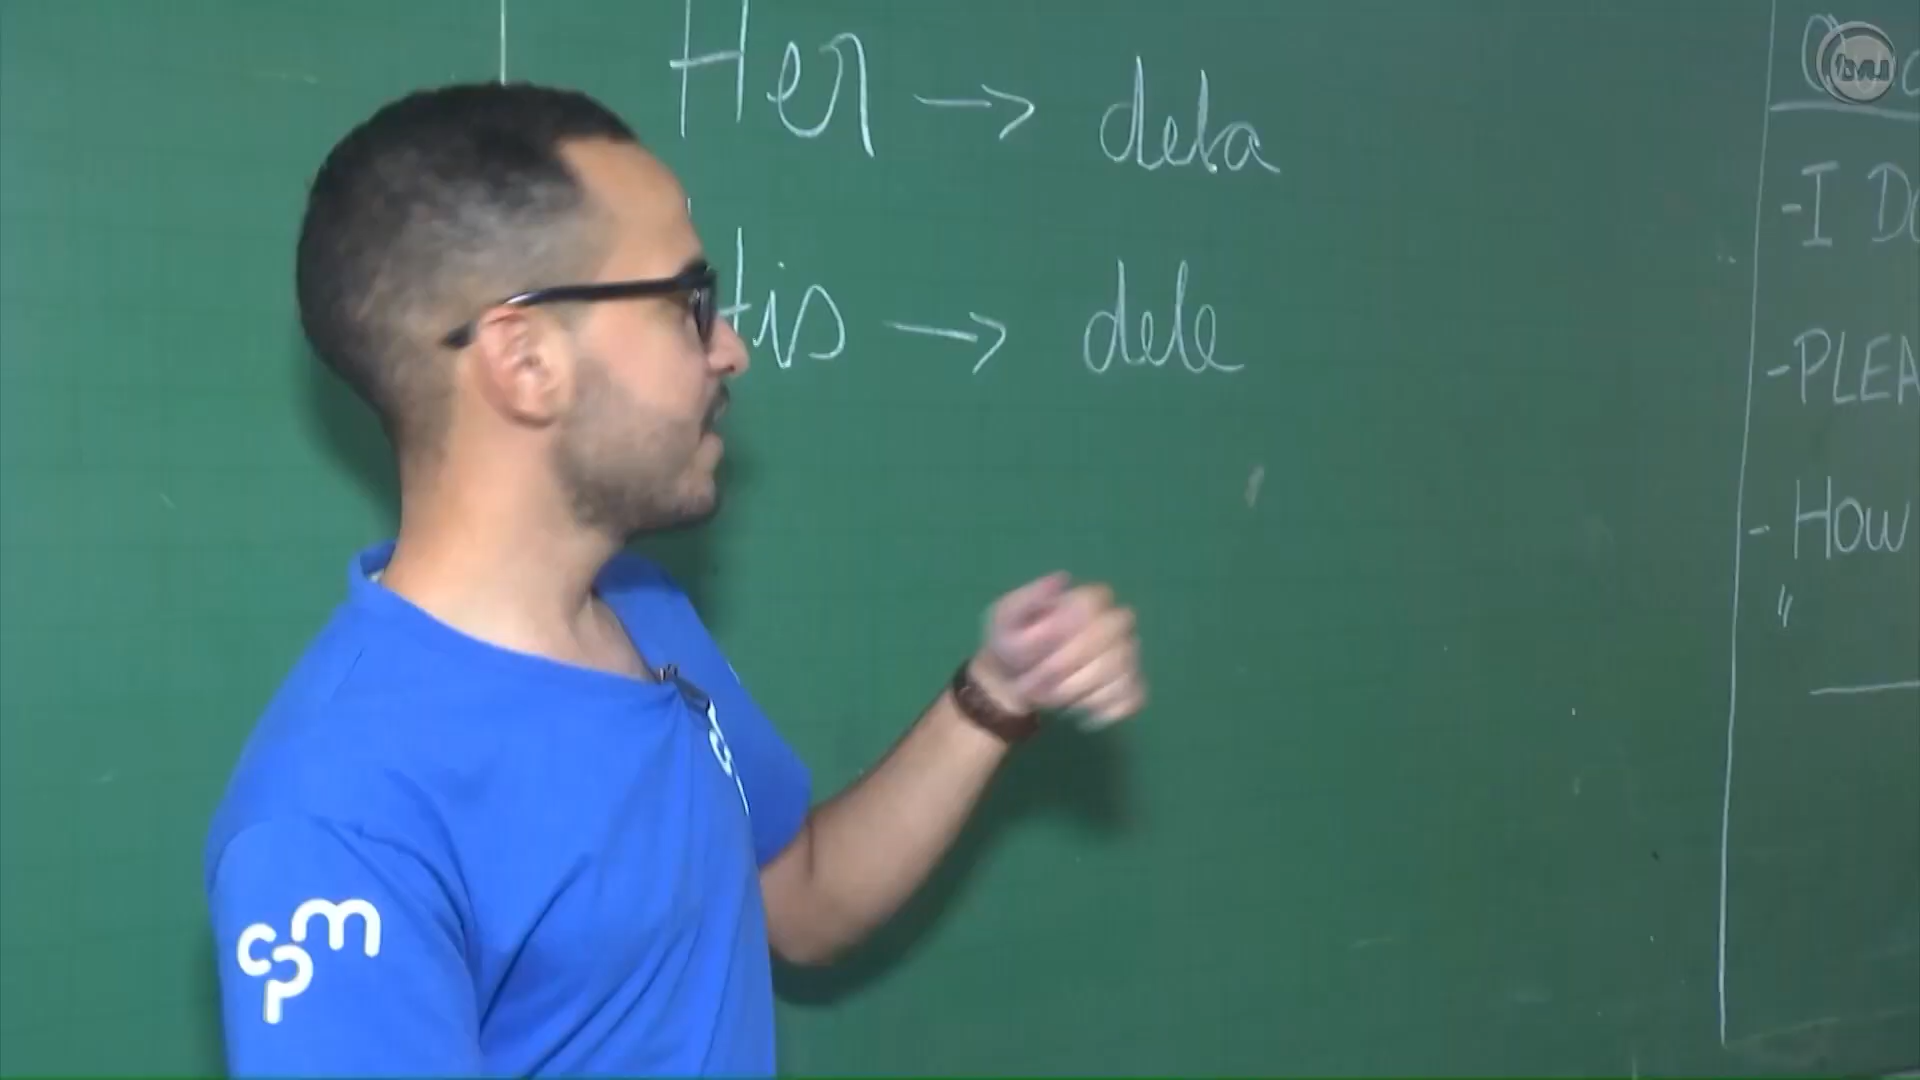 Her → dela
His → dele
-I Do
-PLEA
- How
"
cpm